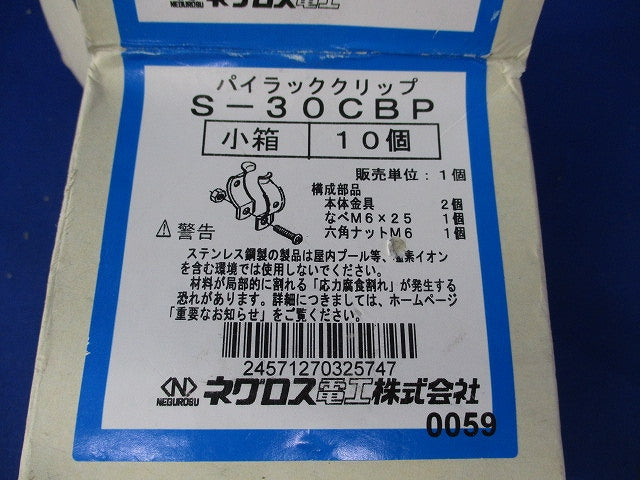 NEGUROSU ネグロス電工
パイラッククリップ
S－30CBP
小箱 10個
販売単位：1個
構成部品
本体金具 2個
なべM6×25 1個
六角ナットM6 1個
⚠警告
ステンレス鋼製の製品は屋内プール等、塩素イオン
を含む環境では使用しないでください。
材料が局部的に割れる「応力腐食割れ」が発生する
恐れがあります。詳細につきましては、ホームページ
「重要なお知らせ」をご覧ください。
24571270325747
N NEGUROSU ネグロス電工株式会社
0059